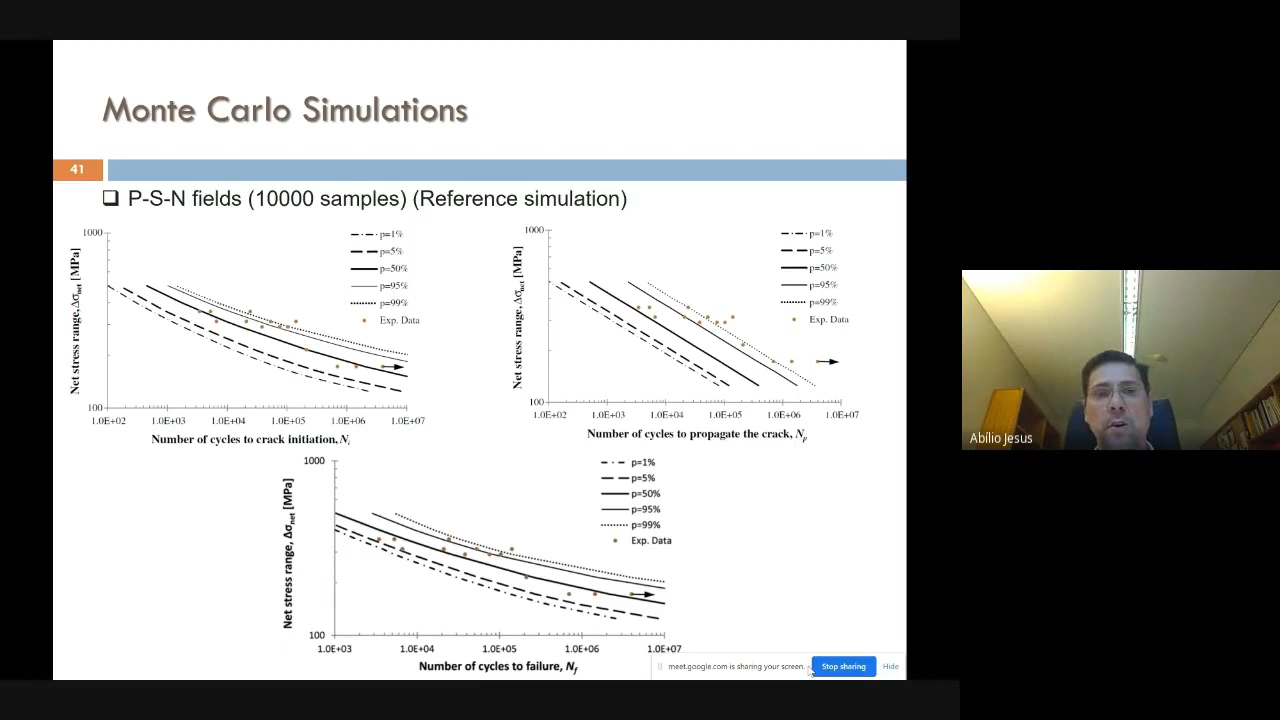 Monte Carlo Simulations
41
❑ P-S-N fields (10000 samples) (Reference simulation)
1000
100
Net stress range, Δσnet [MPa]
p=1%
p=5%
p=50%
p=95%
p=99%
Exp. Data
1.0E+02 1.0E+03 1.0E+04 1.0E+05 1.0E+06 1.0E+07
Number of cycles to crack initiation, Ni
1000
100
Net stress range, Δσnet [MPa]
p=1%
p=5%
p=50%
p=95%
p=99%
Exp. Data
1.0E+02 1.0E+03 1.0E+04 1.0E+05 1.0E+06 1.0E+07
Number of cycles to propagate the crack, Np
1000
100
Net stress range, Δσnet [MPa]
p=1%
p=5%
p=50%
p=95%
p=99%
Exp. Data
1.0E+03 1.0E+04 1.0E+05 1.0E+06 1.0E+07
Number of cycles to failure, Nf
meet.google.com is sharing your screen.
Stop sharing
Hide
Abílio Jesus